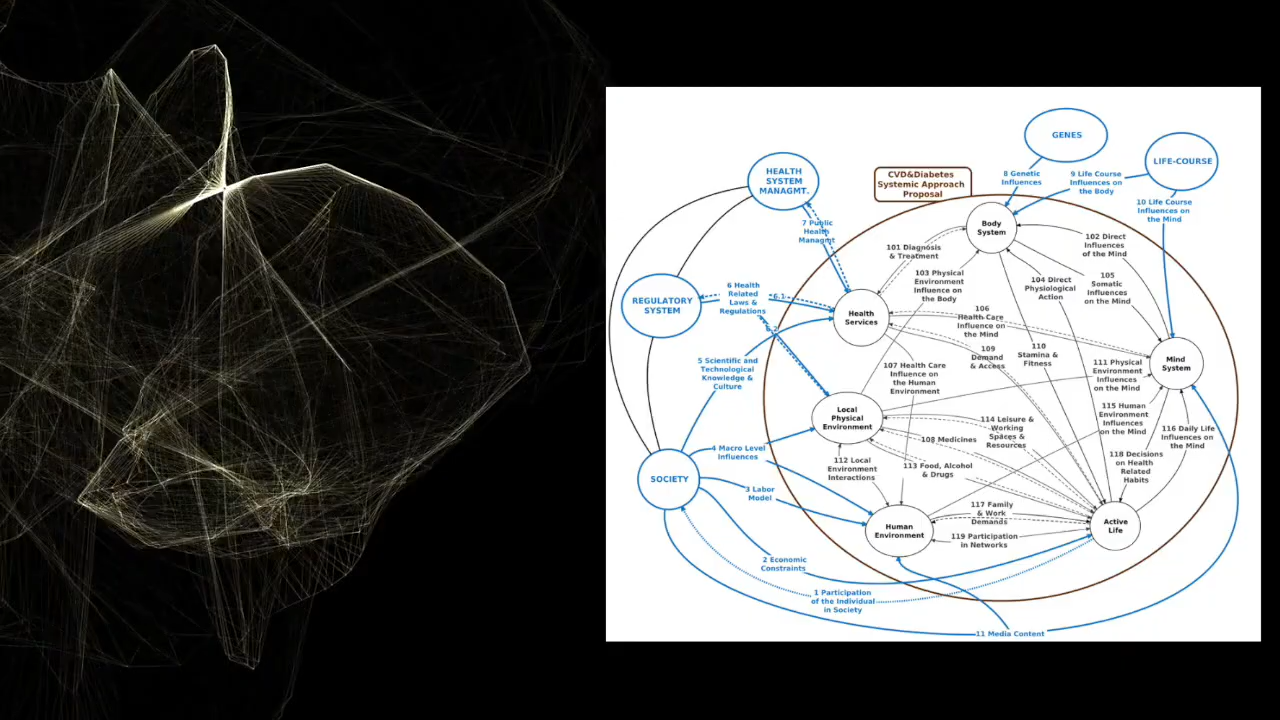 GENES
HEALTH
SYSTEM
MANAGMT.
LIFE-COURSE
CVD&Diabetes
Systemic Approach
Proposal
8 Genetic
Influences
9 Life Course
Influences on
the Body
10 Life Course
Influences on
the Mind
7 Public
Health
Managmt
Body
System
101 Diagnosis
& Treatment
102 Direct
Influences
of the Mind
103 Physical
Environment
Influence on
the Body
104 Direct
Physiological
Action
105
Somatic
Influences
on the Mind
REGULATORY
SYSTEM
6 Health
Related
Laws &
Regulations
6.1
6.2
Health
Services
106
Health Care
Influence on
the Mind
109
Demand
& Access
110
Stamina &
Fitness
111 Physical
Environment
Influences
on the Mind
Mind
System
5 Scientific and
Technological
Knowledge &
Culture
107 Health Care
Influence on
the Human
Environment
Local
Physical
Environment
114 Leisure &
Working
Spaces &
Resources
115 Human
Environment
Influences
on the Mind
116 Daily Life
Influences on
the Mind
108 Medicines
4 Macro Level
Influences
112 Local
Environment
Interactions
113 Food, Alcohol
& Drugs
118 Decisions
on Health
Related
Habits
SOCIETY
3 Labor
Model
117 Family
& Work
Demands
Human
Environment
119 Participation
in Networks
Active
Life
2 Economic
Constraints
1 Participation
of the Individual
in Society
11 Media Content